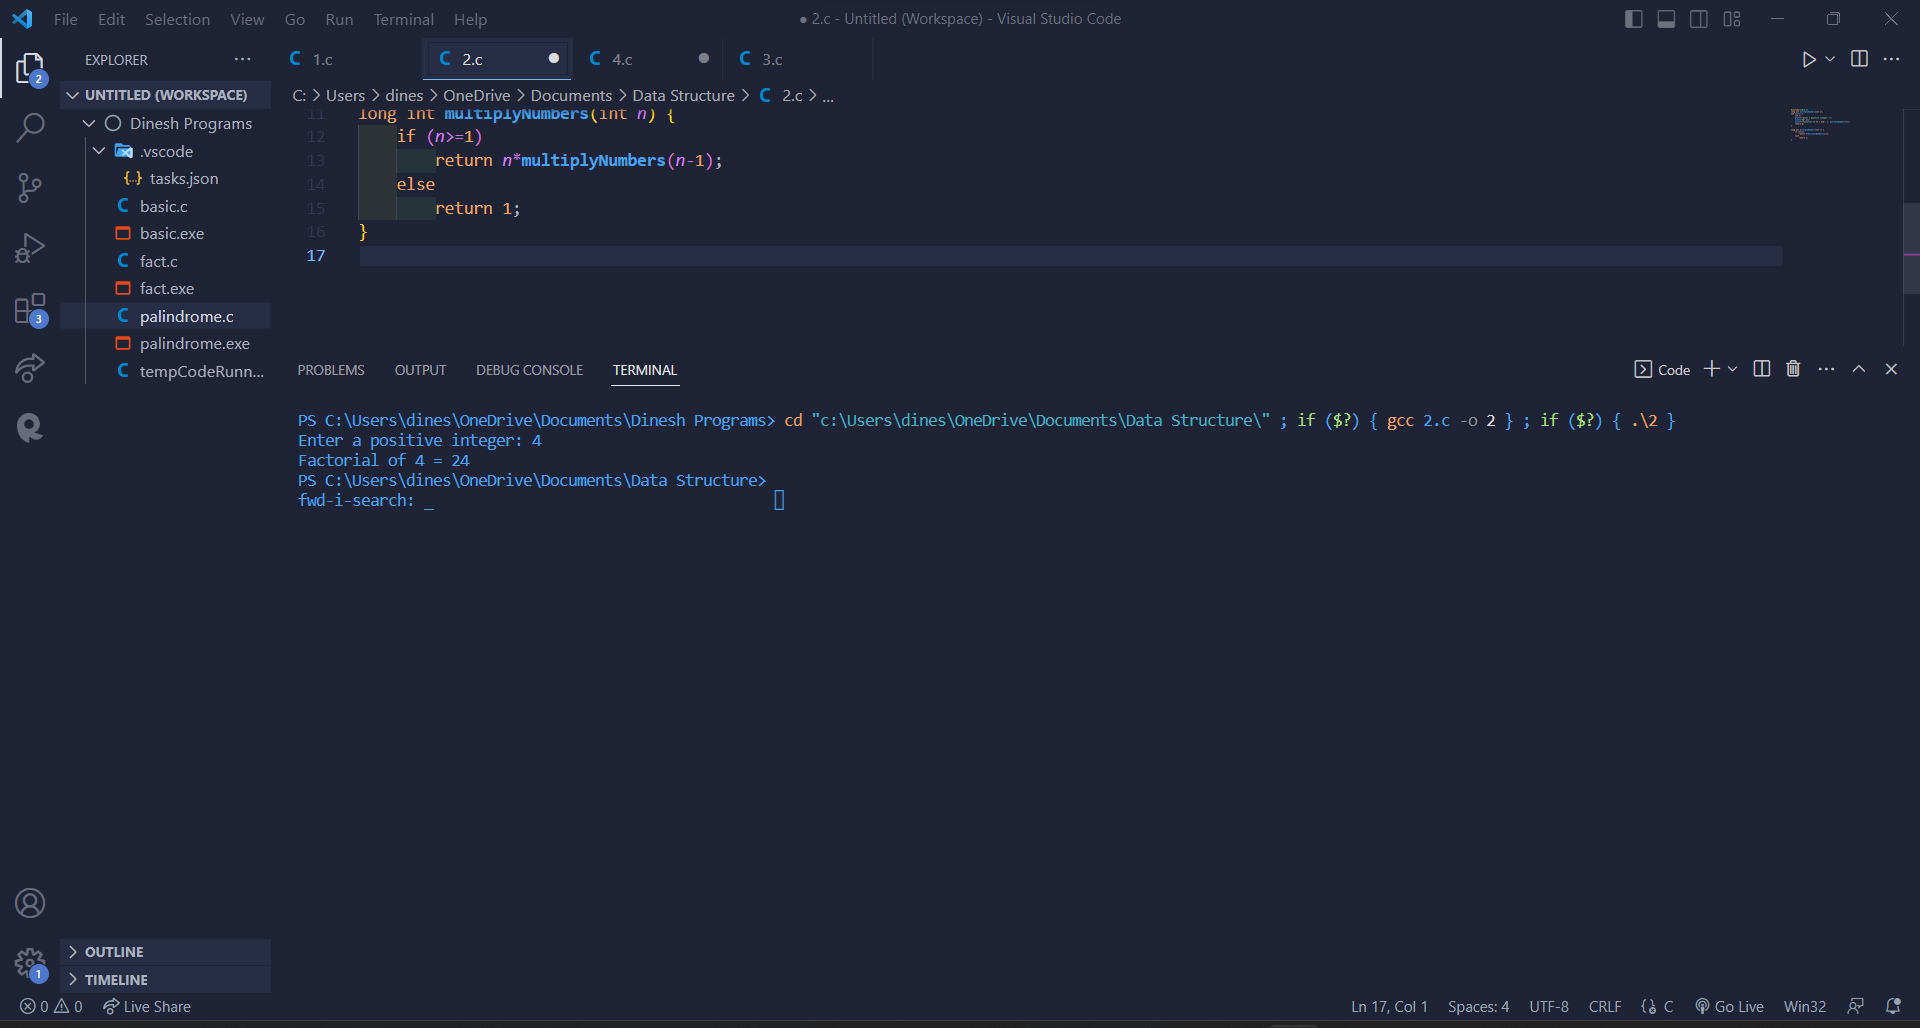 File Edit Selection View Go Run Terminal Help
● 2.c - Untitled (Workspace) - Visual Studio Code
EXPLORER
UNTITLED (WORKSPACE)
Dinesh Programs
.vscode
tasks.json
basic.c
basic.exe
fact.c
fact.exe
palindrome.c
palindrome.exe
tempCodeRunn...
OUTLINE
TIMELINE
2
3
1
1.c 2.c 4.c 3.c
C: > Users > dines > OneDrive > Documents > Data Structure > C 2.c > ...
11 long int multiplyNumbers(int n) {
12 if (n>=1)
13 return n*multiplyNumbers(n-1);
14 else
15 return 1;
16 }
17
PROBLEMS OUTPUT DEBUG CONSOLE TERMINAL
Code
PS C:\Users\dines\OneDrive\Documents\Dinesh Programs> cd "c:\Users\dines\OneDrive\Documents\Data Structure\" ; if ($?) { gcc 2.c -o 2 } ; if ($?) { .\2 }
Enter a positive integer: 4
Factorial of 4 = 24
PS C:\Users\dines\OneDrive\Documents\Data Structure>
fwd-i-search: _
0 0 Live Share
Ln 17, Col 1 Spaces: 4 UTF-8 CRLF C Go Live Win32